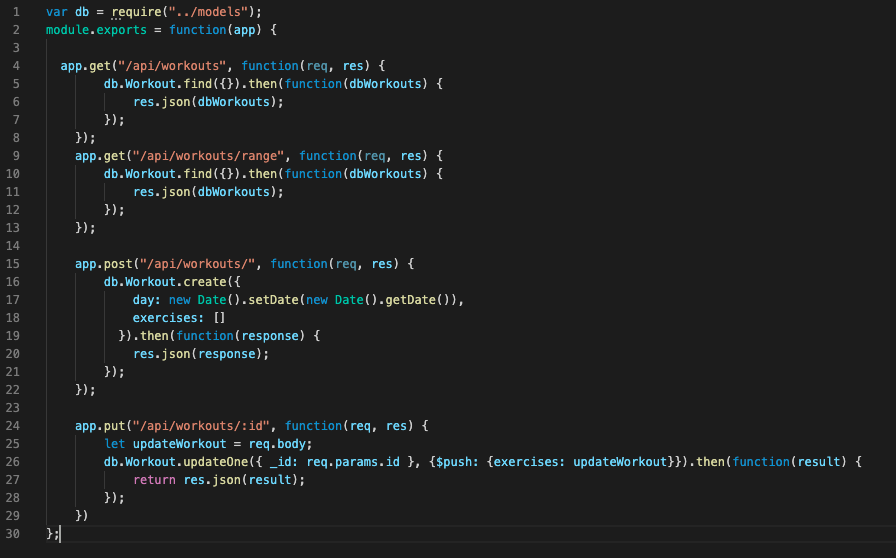 1 var db = require("../models");
2 module.exports = function(app) {
3
4   app.get("/api/workouts", function(req, res) {
5         db.Workout.find({}).then(function(dbWorkouts) {
6             res.json(dbWorkouts);
7         });
8     });
9     app.get("/api/workouts/range", function(req, res) {
10         db.Workout.find({}).then(function(dbWorkouts) {
11             res.json(dbWorkouts);
12         });
13     });
14
15     app.post("/api/workouts/", function(req, res) {
16         db.Workout.create({
17             day: new Date().setDate(new Date().getDate()),
18             exercises: []
19           }).then(function(response) {
20             res.json(response);
21         });
22     });
23
24     app.put("/api/workouts/:id", function(req, res) {
25         let updateWorkout = req.body;
26         db.Workout.updateOne({ _id: req.params.id }, {$push: {exercises: updateWorkout}}).then(function(result) {
27             return res.json(result);
28         });
29     })
30 };